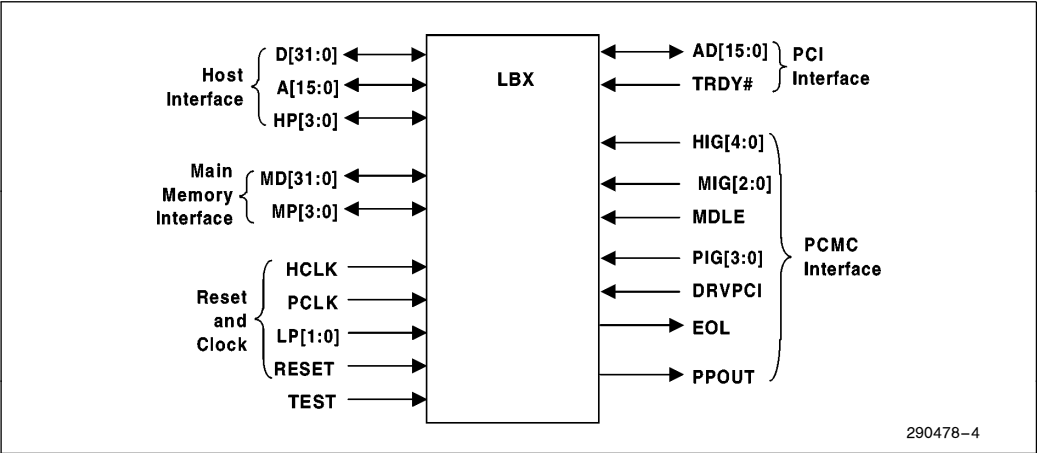 Host
Interface
D[31:0]
A[15:0]
HP[3:0]
Main
Memory
Interface
MD[31:0]
MP[3:0]
Reset
and
Clock
HCLK
PCLK
LP[1:0]
RESET
TEST
LBX
AD[15:0]
TRDY#
PCI
Interface
HIG[4:0]
MIG[2:0]
MDLE
PIG[3:0]
DRVPCI
EOL
PPOUT
PCMC
Interface
290478–4